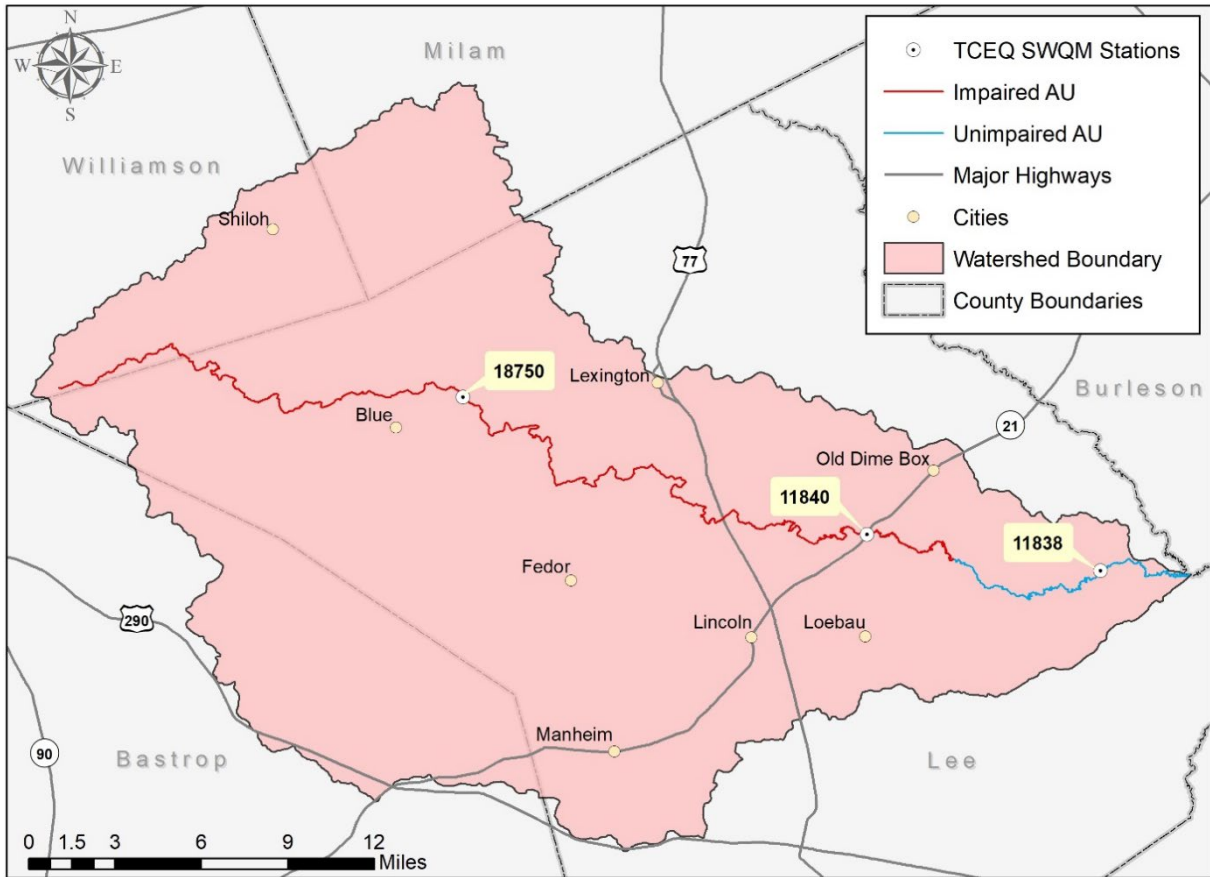 N
W E
S
Milam
Williamson
Shiloh
TCEQ SWQM Stations
Impaired AU
Unimpaired AU
Major Highways
Cities
Watershed Boundary
County Boundaries
77
18750
Lexington
Blue
Burleson
21
Old Dime Box
11840
11838
Fedor
Lincoln
Loebau
290
Manheim
90
Bastrop
Lee
0 1.5 3 6 9 12
Miles